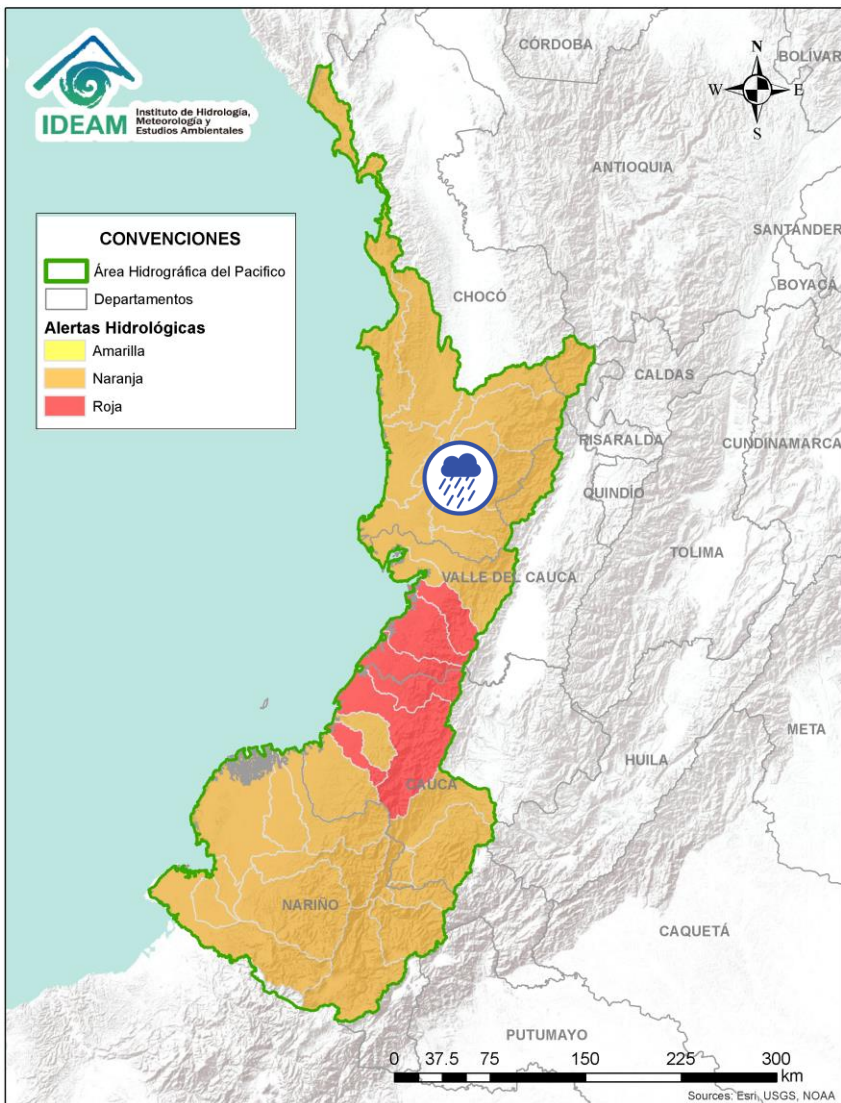 CÓRDOBA
BOLÍVAR
N
W E
S
IDEAM
Instituto de Hidrología,
Meteorología y
Estudios Ambientales
ANTIOQUIA
SANTANDER
BOYACÁ
CONVENCIONES
Área Hidrográfica del Pacifico
Departamentos
Alertas Hidrológicas
Amarilla
Naranja
Roja
CHOCÓ
CALDAS
RISARALDA
CUNDINAMARCA
QUINDÍO
TOLIMA
VALLE DEL CAUCA
META
HUILA
CAUCA
NARIÑO
CAQUETÁ
PUTUMAYO
0 37.5 75 150 225 300
km
Sources: Esri, USGS, NOAA